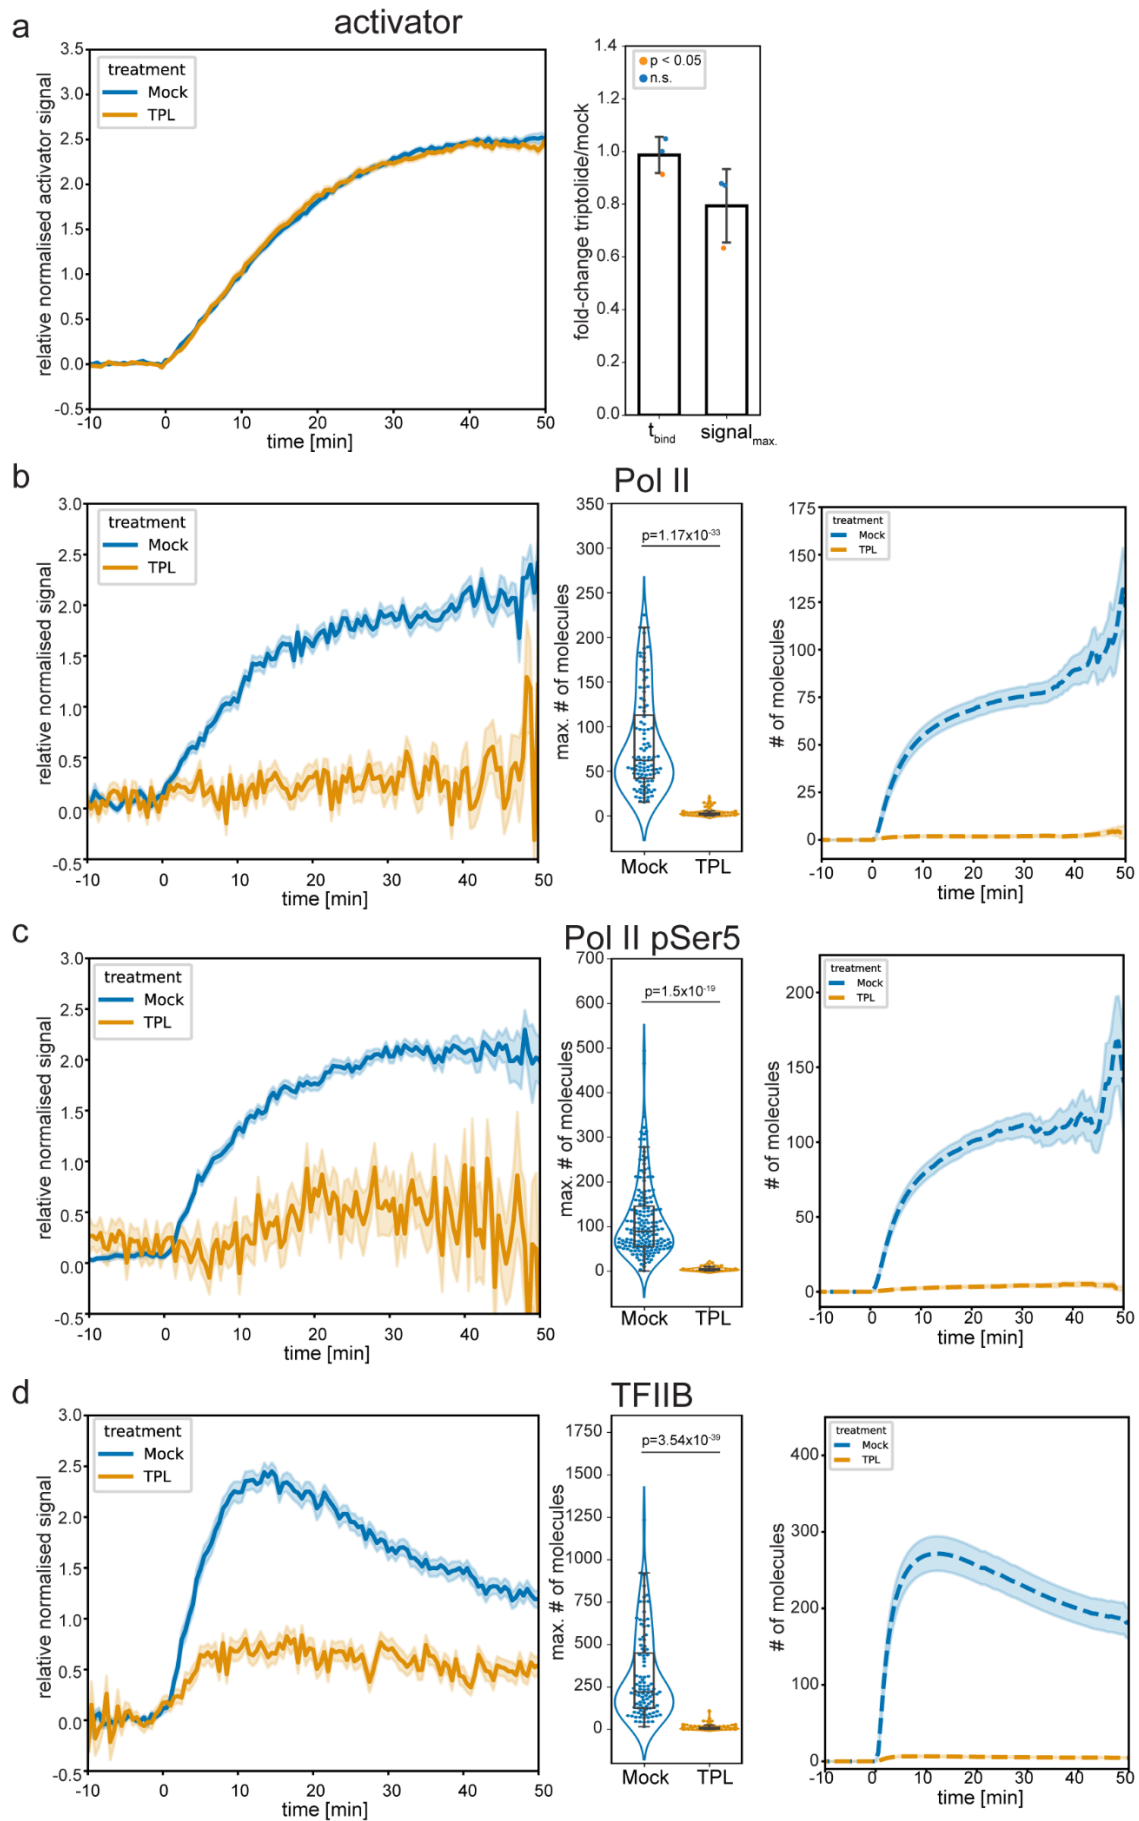 a
activator
relative normalised activator signal
3.5
3.0
2.5
2.0
1.5
1.0
0.5
0.0
-0.5
treatment
Mock
TPL
-10 0 10 20 30 40 50
time [min]
fold-change triptolide/mock
1.4
1.2
1.0
0.8
0.6
0.4
0.2
0.0
p < 0.05
n.s.
t_bind signal_max.
b
Pol II
relative normalised signal
3.0
2.5
2.0
1.5
1.0
0.5
0.0
-0.5
treatment
Mock
TPL
-10 0 10 20 30 40 50
time [min]
max. # of molecules
350
300
250
200
150
100
50
0
p=1.17x10⁻³³
Mock TPL
# of molecules
175
150
125
100
75
50
25
0
treatment
Mock
TPL
-10 0 10 20 30 40 50
time [min]
c
Pol II pSer5
relative normalised signal
3.0
2.5
2.0
1.5
1.0
0.5
0.0
-0.5
treatment
Mock
TPL
-10 0 10 20 30 40 50
time [min]
max. # of molecules
700
600
500
400
300
200
100
0
p=1.5x10⁻¹⁹
Mock TPL
# of molecules
200
150
100
50
0
treatment
Mock
TPL
-10 0 10 20 30 40 50
time [min]
d
TFIIB
relative normalised signal
3.0
2.5
2.0
1.5
1.0
0.5
0.0
-0.5
treatment
Mock
TPL
-10 0 10 20 30 40 50
time [min]
max. # of molecules
1750
1500
1250
1000
750
500
250
0
p=3.54x10⁻³⁹
Mock TPL
# of molecules
400
300
200
100
0
treatment
Mock
TPL
-10 0 10 20 30 40 50
time [min]